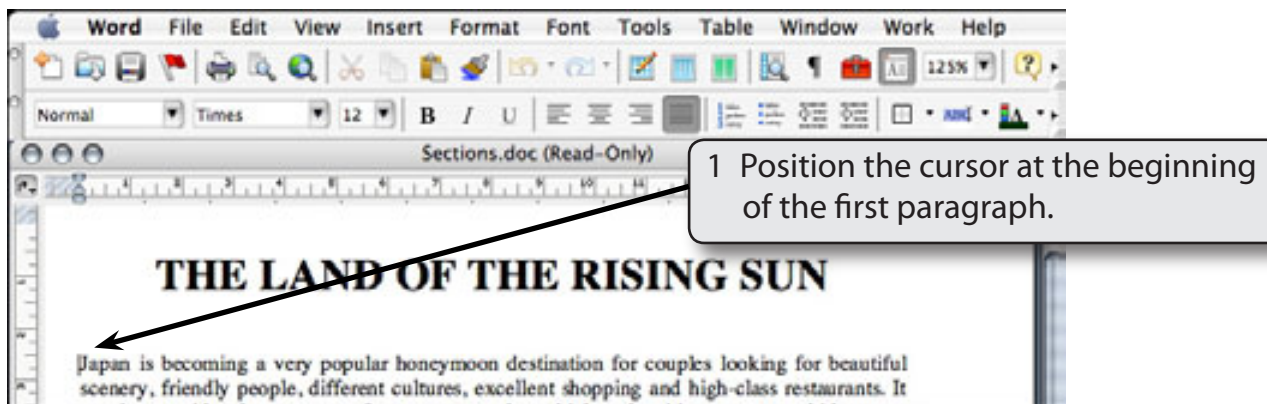 Word File Edit View Insert Format Font Tools Table Window Work Help
125%
Normal Times 12 B I U
Sections.doc (Read-Only)
1 Position the cursor at the beginning
of the first paragraph.
THE LAND OF THE RISING SUN
Japan is becoming a very popular honeymoon destination for couples looking for beautiful
scenery, friendly people, different cultures, excellent shopping and high-class restaurants. It